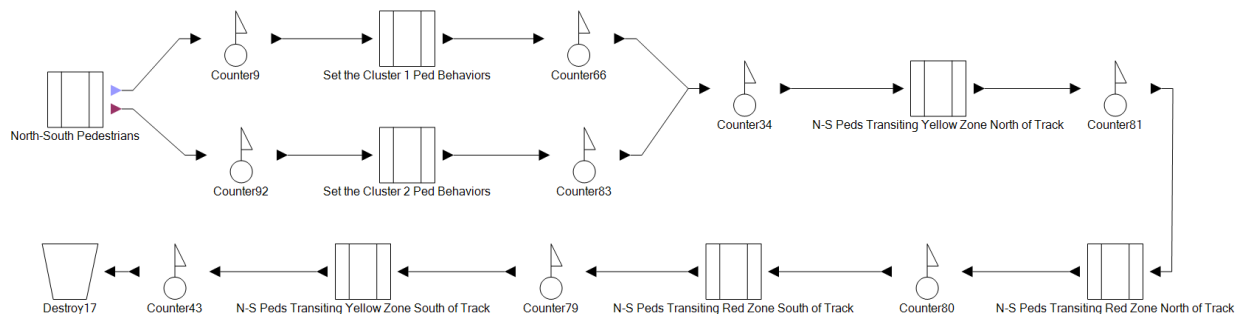 Counter9
Set the Cluster 1 Ped Behaviors
Counter66
North-South Pedestrians
Counter34
N-S Peds Transiting Yellow Zone North of Track
Counter81
Counter92
Set the Cluster 2 Ped Behaviors
Counter83
Destroy17
Counter43
N-S Peds Transiting Yellow Zone South of Track
Counter79
N-S Peds Transiting Red Zone South of Track
Counter80
N-S Peds Transiting Red Zone North of Track